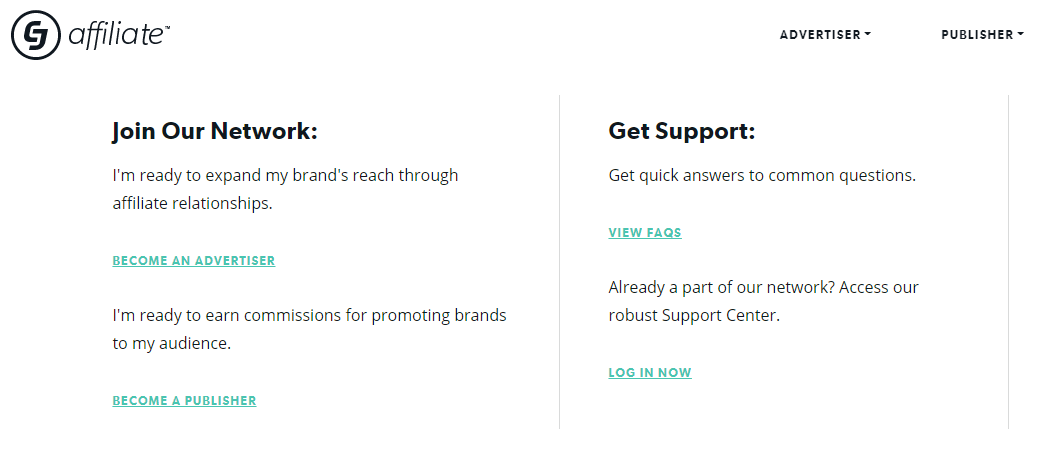 CJ affiliate™
ADVERTISER
PUBLISHER
Join Our Network:
I'm ready to expand my brand's reach through
affiliate relationships.
BECOME AN ADVERTISER
I'm ready to earn commissions for promoting brands
to my audience.
BECOME A PUBLISHER
Get Support:
Get quick answers to common questions.
VIEW FAQS
Already a part of our network? Access our
robust Support Center.
LOG IN NOW